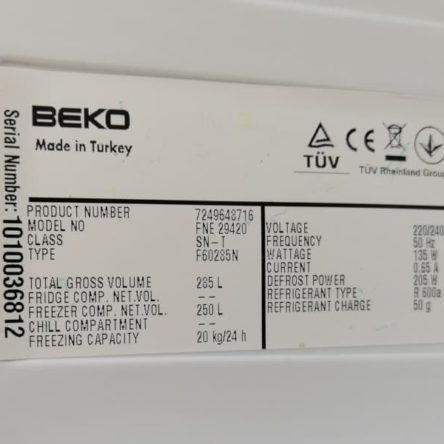 Serial Number: 10100036812
BEKO
Made in Turkey
TÜV
CE
TÜV Rheinland Group
PRODUCT NUMBER 7249648716
MODEL NO FNE 29420
CLASS SN-T
TYPE F60285N
TOTAL GROSS VOLUME 285 L
FRIDGE COMP. NET.VOL. ---
FREEZER COMP. NET.VOL. 250 L
CHILL COMPARTMENT ---
FREEZING CAPACITY 20 kg/24 h
VOLTAGE 220/240
FREQUENCY 50 Hz
WATTAGE 135 W
CURRENT 0.65 A
DEFROST POWER 205 W
REFRIGERANT TYPE R 600a
REFRIGERANT CHARGE 50 g